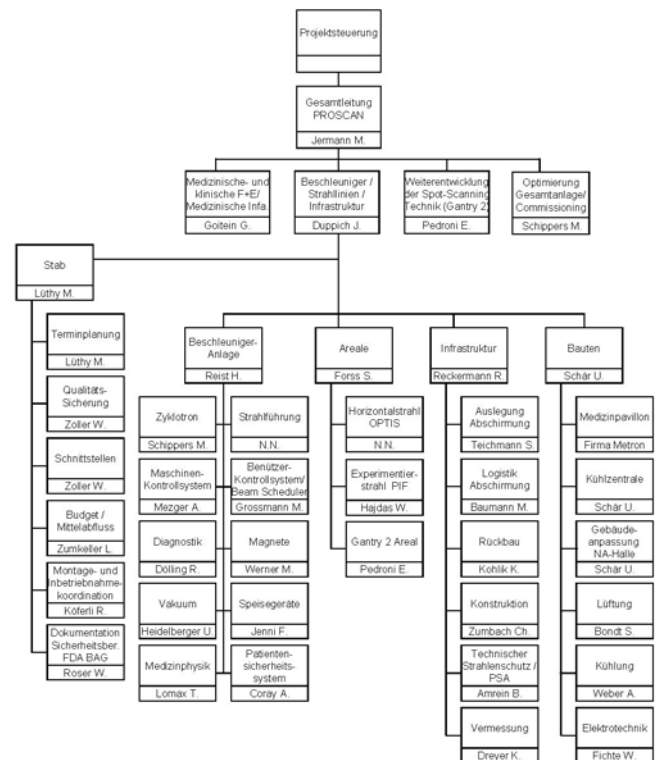 Projektsteuerung
Gesamtleitung
PROSCAN
Jermann M.
Medizinische- und
klinische F+E/
Medizinische Infa.
Goitein G.
Beschleuniger /
Strahllinien /
Infrastruktur
Duppich J.
Weiterentwicklung
der Spot-Scanning
Technik (Gantry 2)
Pedroni E.
Optimierung
Gesamtanlage/
Commissioning
Schippers M.
Stab
Lüthy M.
Terminplanung
Lüthy M.
Qualitäts-
Sicherung
Zoller W.
Schnittstellen
Zoller W.
Budget /
Mittelabfluss
Zumkeller L.
Montage- und
Inbetriebnahme-
koordination
Köferli R.
Dokumentation
Sicherheitsber.
FDA BAG
Roser W.
Beschleuniger-
Anlage
Reist H.
Zyklotron
Schippers M.
Strahlführung
N.N.
Maschinen-
Kontrollsystem
Mezger A.
Benützer-
Kontrollsystem/
Beam Scheduler
Grossmann M.
Diagnostik
Dölling R.
Magnete
Werner M.
Vakuum
Heidelberger U.
Speisegeräte
Jenni F.
Medizinphysik
Lomax T.
Patienten-
sicherheits-
system
Coray A.
Areale
Forss S.
Horizontalstrahl
OPTIS
N.N.
Experimentier-
strahl PIF
Hajdas W.
Gantry 2 Areal
Pedroni E.
Infrastruktur
Reckermann R.
Auslegung
Abschirmung
Teichmann S.
Logistik
Abschirmung
Baumann M.
Rückbau
Kohlik K.
Konstruktion
Zumbach Ch.
Technischer
Strahlenschutz /
PSA
Amrein B.
Vermessung
Dreyer K.
Bauten
Schär U.
Medizinpavillon
Firma Metron
Kühlzentrale
Schär U.
Gebäude-
anpassung
NA-Halle
Schär U.
Lüftung
Bondt S.
Kühlung
Weber A.
Elektrotechnik
Fichte W.